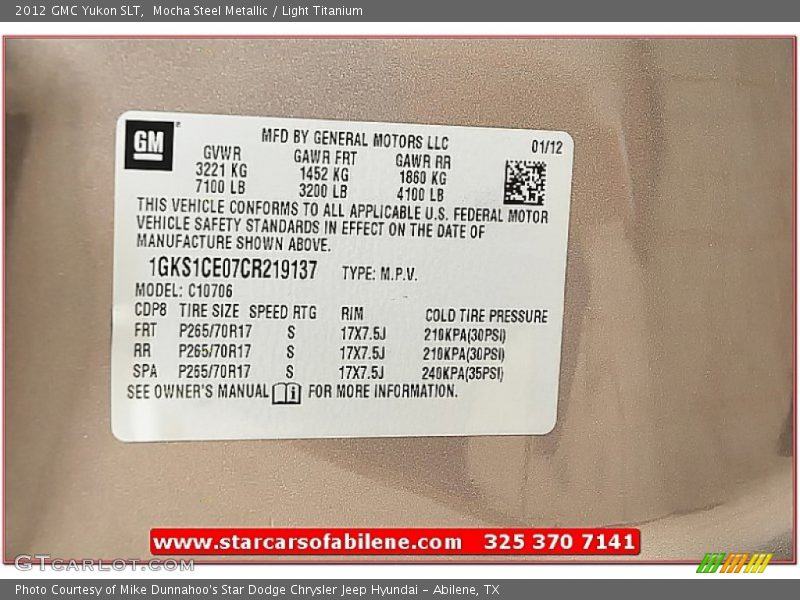 2012 GMC Yukon SLT, Mocha Steel Metallic / Light Titanium
GM
MFD BY GENERAL MOTORS LLC
01/12
GVWR GAWR FRT GAWR RR
3221 KG 1452 KG 1860 KG
7100 LB 3200 LB 4100 LB
THIS VEHICLE CONFORMS TO ALL APPLICABLE U.S. FEDERAL MOTOR
VEHICLE SAFETY STANDARDS IN EFFECT ON THE DATE OF
MANUFACTURE SHOWN ABOVE.
1GKS1CE07CR219137 TYPE: M.P.V.
MODEL: C10706
CDP8 TIRE SIZE SPEED RTG RIM COLD TIRE PRESSURE
FRT P265/70R17 S 17X7.5J 210KPA(30PSI)
RR P265/70R17 S 17X7.5J 210KPA(30PSI)
SPA P265/70R17 S 17X7.5J 240KPA(35PSI)
SEE OWNER'S MANUAL FOR MORE INFORMATION.
www.starcarsofabilene.com 325 370 7141
GTcarlot.com
Photo Courtesy of Mike Dunnahoo's Star Dodge Chrysler Jeep Hyundai - Abilene, TX